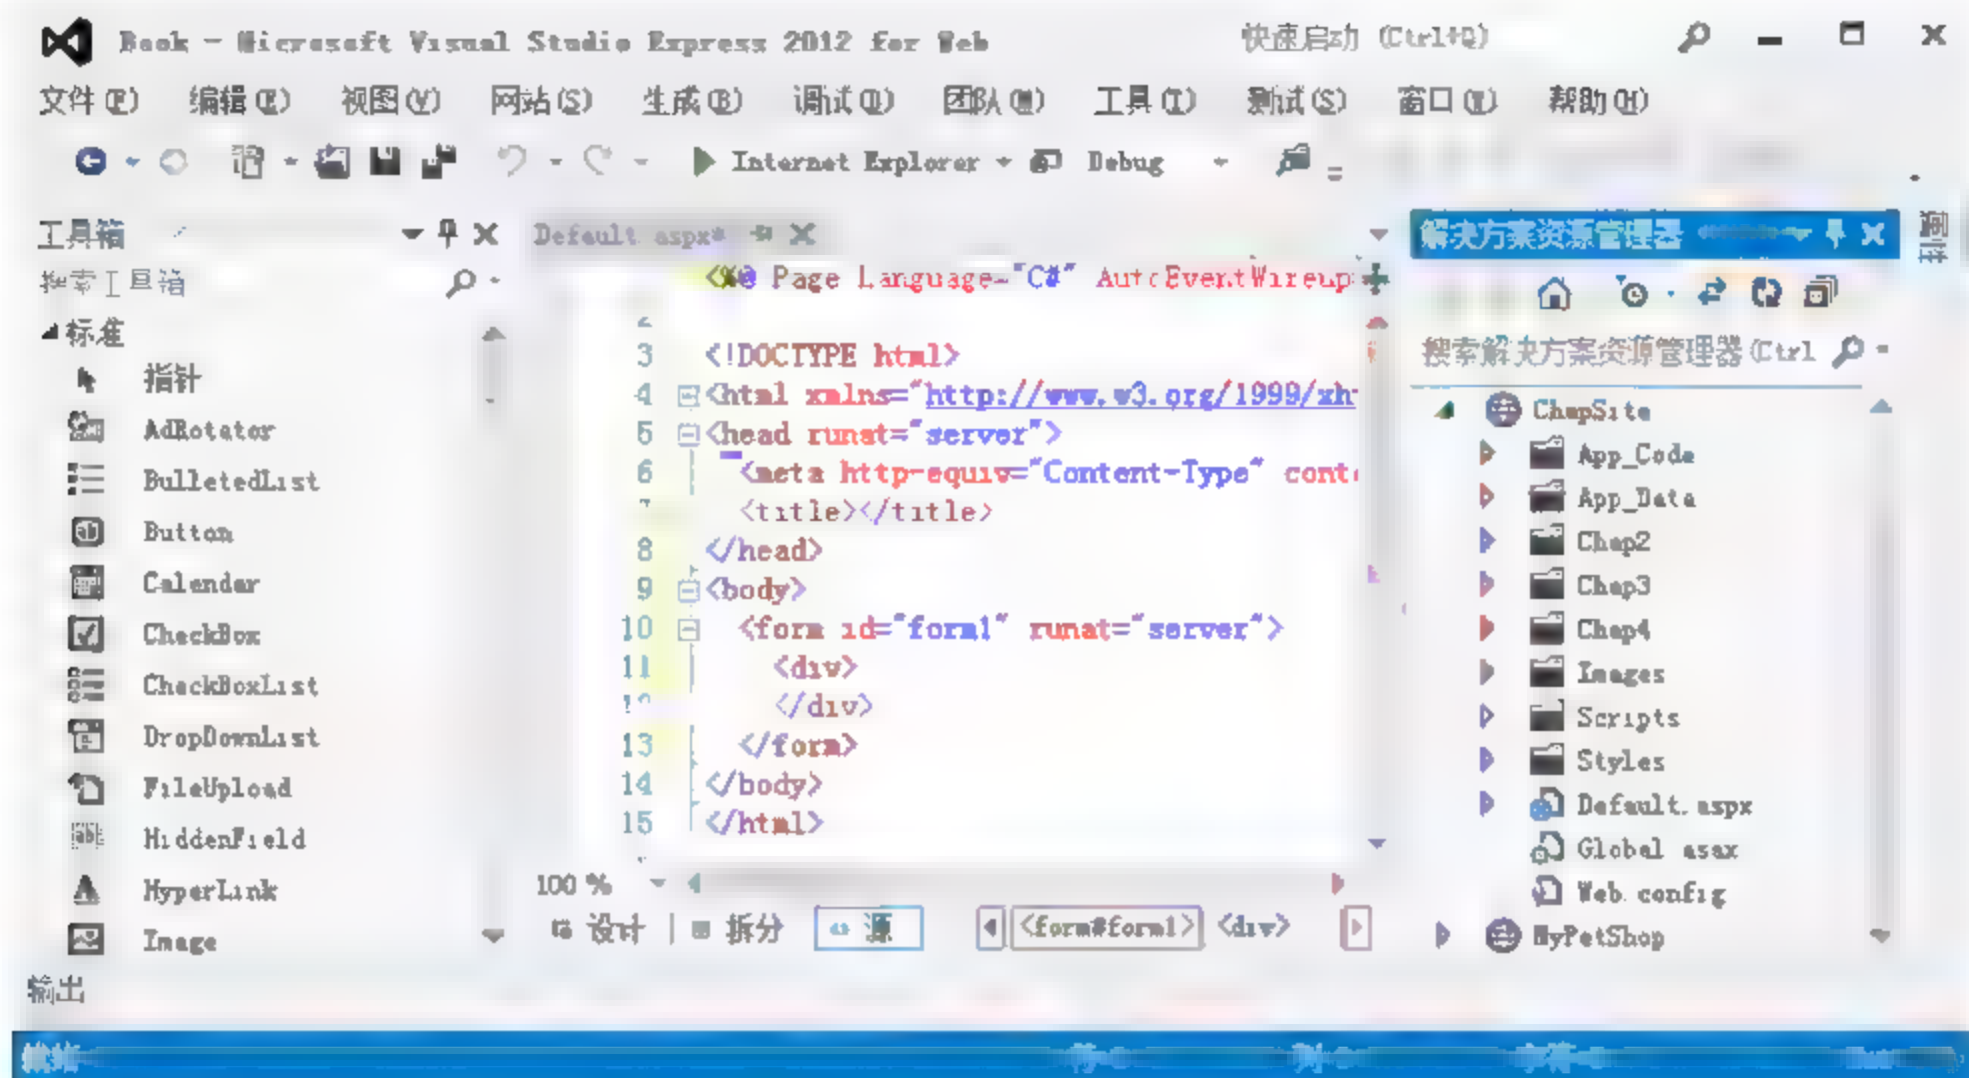 Book - Microsoft Visual Studio Express 2012 for Web 快速启动 (Ctrl+Q)
文件(F) 编辑(E) 视图(V) 网站(S) 生成(B) 调试(D) 团队(M) 工具(T) 测试(S) 窗口(W) 帮助(H)
Internet Explorer Debug
工具箱
搜索工具箱
标准
指针
AdRotator
BulletedList
Button
Calendar
CheckBox
CheckBoxList
DropDownList
FileUpload
HiddenField
HyperLink
Image
Default.aspx*
<%@ Page Language="C#" AutoEventWireup
2
3 <!DOCTYPE html>
4 <html xmlns="http://www.w3.org/1999/xh
5 <head runat="server">
6 <meta http-equiv="Content-Type" cont
7 <title></title>
8 </head>
9 <body>
10 <form id="form1" runat="server">
11 <div>
12 </div>
13 </form>
14 </body>
15 </html>
100 %
设计 拆分 源 <form#form1> <div>
解决方案资源管理器
搜索解决方案资源管理器(Ctrl
ChapSite
App_Code
App_Data
Chap2
Chap3
Chap4
Images
Scripts
Styles
Default.aspx
Global.asax
Web.config
MyPetShop
属性
输出